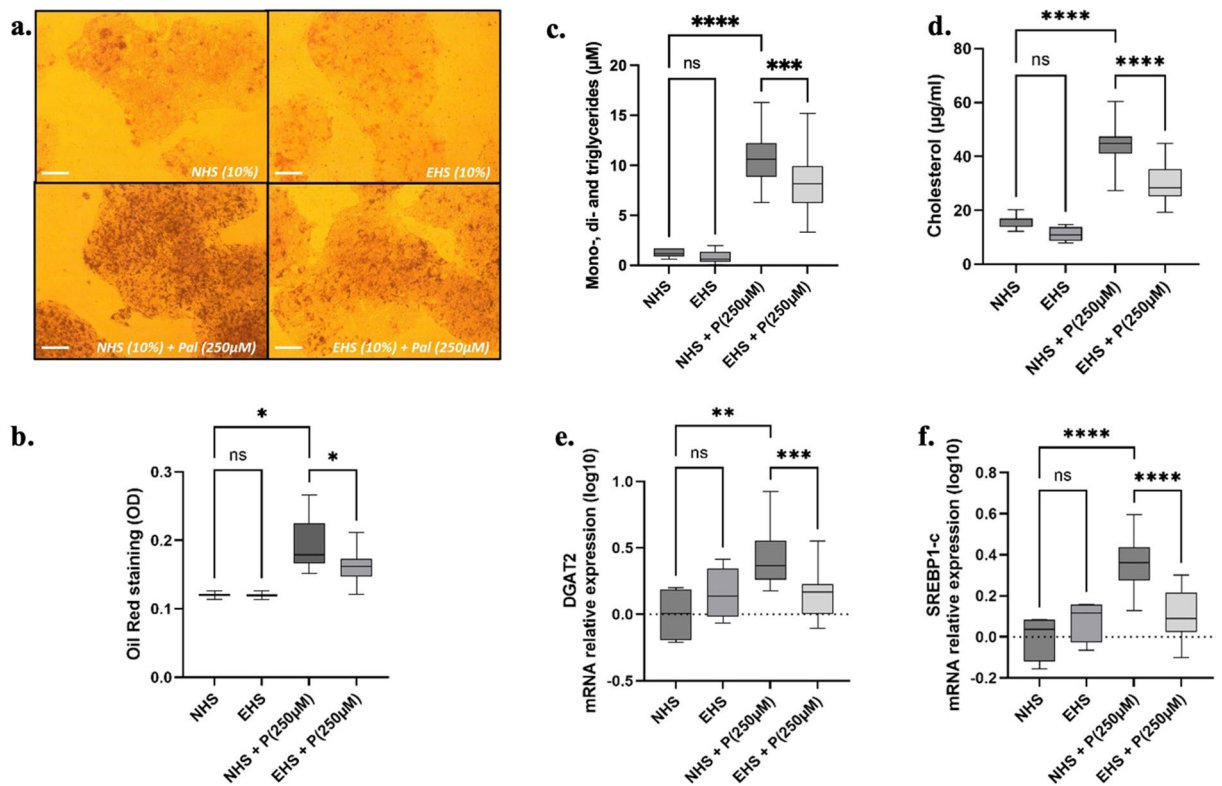 a.
NHS (10%)
EHS (10%)
NHS (10%) + Pal (250µM)
EHS (10%) + Pal (250µM)
b.
Oil Red staining (OD)
0.3
0.2
0.1
0.0
*
ns
*
NHS
EHS
NHS + P(250µM)
EHS + P(250µM)
c.
Mono-, di- and triglycerides (µM)
20
15
10
5
0
****
ns
***
NHS
EHS
NHS + P(250µM)
EHS + P(250µM)
d.
Cholesterol (µg/ml)
80
60
40
20
0
****
ns
****
NHS
EHS
NHS + P(250µM)
EHS + P(250µM)
e.
DGAT2
mRNA relative expression (log10)
1.0
0.5
0.0
-0.5
**
ns
***
NHS
EHS
NHS + P(250µM)
EHS + P(250µM)
f.
SREBP1-c
mRNA relative expression (log10)
0.8
0.6
0.4
0.2
0.0
-0.2
****
ns
****
NHS
EHS
NHS + P(250µM)
EHS + P(250µM)